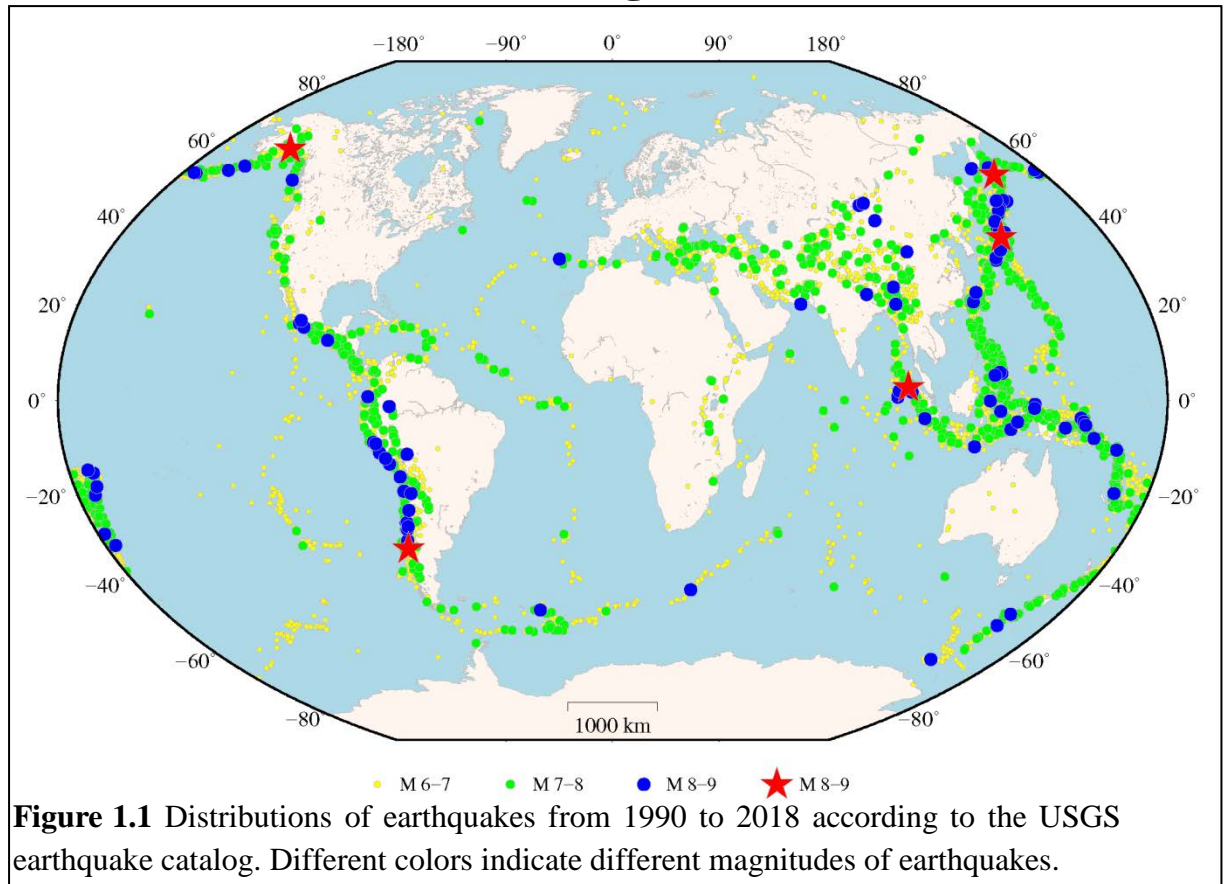 −180° −90° 0° 90° 180°
80° 80°
60° 60°
40° 40°
20° 20°
0° 0°
−20° −20°
−40° −40°
−60° −60°
−80° −80°
1000 km
M 6−7 M 7−8 M 8−9 M 8−9
Figure 1.1 Distributions of earthquakes from 1990 to 2018 according to the USGS
earthquake catalog. Different colors indicate different magnitudes of earthquakes.